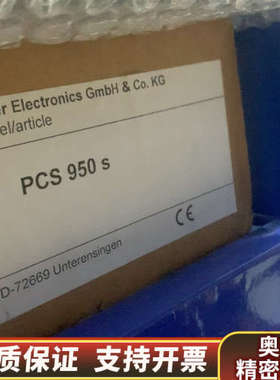 r Electronics GmbH & Co. KG
el/article
PCS 950 s
D-72669 Unterensingen
CE
奥
质保证 支持开票
精密